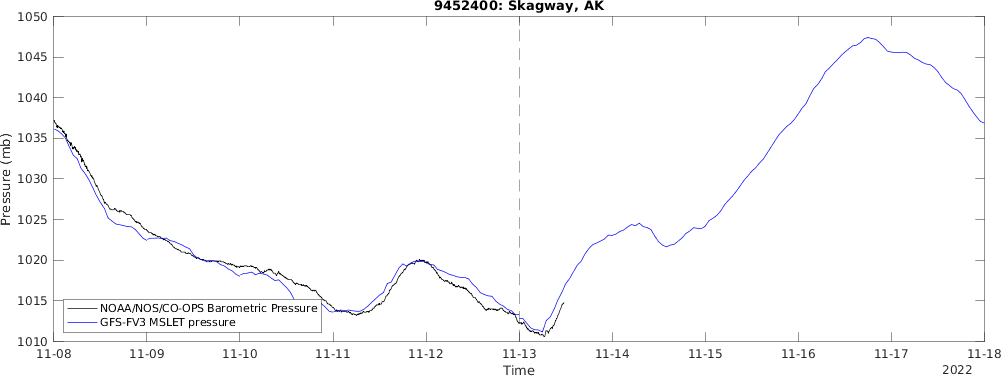 9452400: Skagway, AK
Pressure (mb)
1050
1045
1040
1035
1030
1025
1020
1015
1010
NOAA/NOS/CO-OPS Barometric Pressure
GFS-FV3 MSLET pressure
11-08 11-09 11-10 11-11 11-12 11-13 11-14 11-15 11-16 11-17 11-18
Time
2022